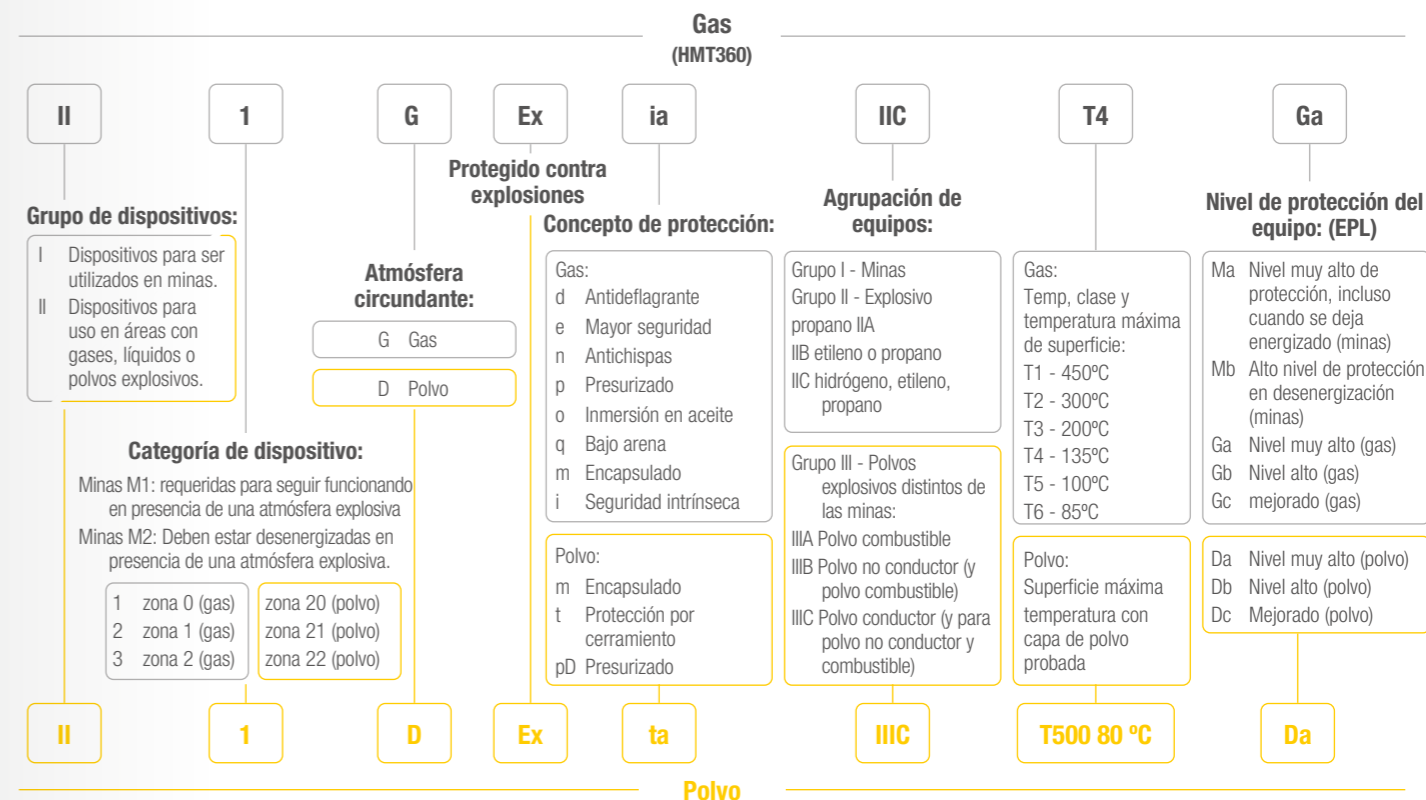 Gas
(HMT360)
II
1
G
Ex
ia
IIC
T4
Ga
Grupo de dispositivos:
I Dispositivos para ser
utilizados en minas.
II Dispositivos para
uso en áreas con
gases, líquidos o
polvos explosivos.
Categoría de dispositivo:
Minas M1: requeridas para seguir funcionando
en presencia de una atmósfera explosiva
Minas M2: Deben estar desenergizadas en
presencia de una atmósfera explosiva.
1 zona 0 (gas)
2 zona 1 (gas)
3 zona 2 (gas)
zona 20 (polvo)
zona 21 (polvo)
zona 22 (polvo)
Atmósfera
circundante:
G Gas
D Polvo
Protegido contra
explosiones
Concepto de protección:
Gas:
d Antideflagrante
e Mayor seguridad
n Antichispas
p Presurizado
o Inmersión en aceite
q Bajo arena
m Encapsulado
i Seguridad intrínseca
Polvo:
m Encapsulado
t Protección por
cerramiento
pD Presurizado
Agrupación de
equipos:
Grupo I - Minas
Grupo II - Explosivo
propano IIA
IIB etileno o propano
IIC hidrógeno, etileno,
propano
Grupo III - Polvos
explosivos distintos de
las minas:
IIIA Polvo combustible
IIIB Polvo no conductor (y
polvo combustible)
IIIC Polvo conductor (y para
polvo no conductor y
combustible)
Gas:
Temp, clase y
temperatura máxima
de superficie:
T1 - 450ºC
T2 - 300ºC
T3 - 200ºC
T4 - 135ºC
T5 - 100ºC
T6 - 85ºC
Polvo:
Superficie máxima
temperatura con
capa de polvo
probada
Nivel de protección del
equipo: (EPL)
Ma Nivel muy alto de
protección, incluso
cuando se deja
energizado (minas)
Mb Alto nivel de protección
en desenergización
(minas)
Ga Nivel muy alto (gas)
Gb Nivel alto (gas)
Gc mejorado (gas)
Da Nivel muy alto (polvo)
Db Nivel alto (polvo)
Dc Mejorado (polvo)
II
1
D
Ex
ta
IIIC
T500 80 ºC
Da
Polvo